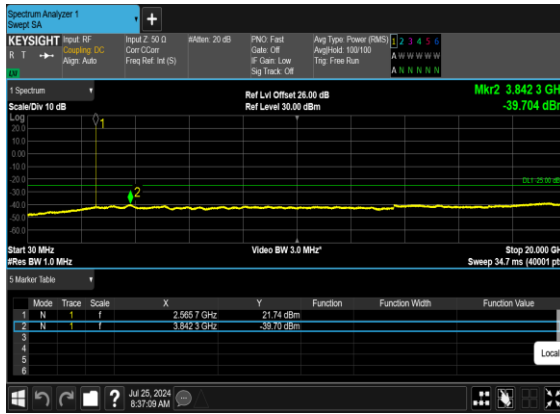 Spectrum Analyzer 1
Swept SA
+
KEYSIGHT Input: RF Input Z: 50 Ω #Atten: 20 dB PNO: Fast Avg Type: Power (RMS) 1 2 3 4 5 6
R T Coupling: DC Corr CCorr Gate: Off Avg|Hold: 100/100 A W W W W W
Align: Auto Freq Ref: Int (S) IF Gain: Low Trig: Free Run
Sig Track: Off A N N N N N
1 Spectrum Ref Lvl Offset 26.00 dB Mkr2 3.842 3 GH
Scale/Div 10 dB Ref Level 30.00 dBm -39.704 dBr
Log
1
20.0
10.0
0.00
-10.0
-20.0
DL1 -25.00 dB
-30.0
2
-40.0
-50.0
-60.0
Start 30 MHz Video BW 3.0 MHz* Stop 20.000 GH
#Res BW 1.0 MHz Sweep 34.7 ms (40001 pt
5 Marker Table
Mode Trace Scale X Y Function Function Width Function Value
1 N 1 f 2.565 7 GHz 21.74 dBm
2 N 1 f 3.842 3 GHz -39.70 dBm
3
4
5
6
Local
? Jul 25, 2024
8:37:09 AM